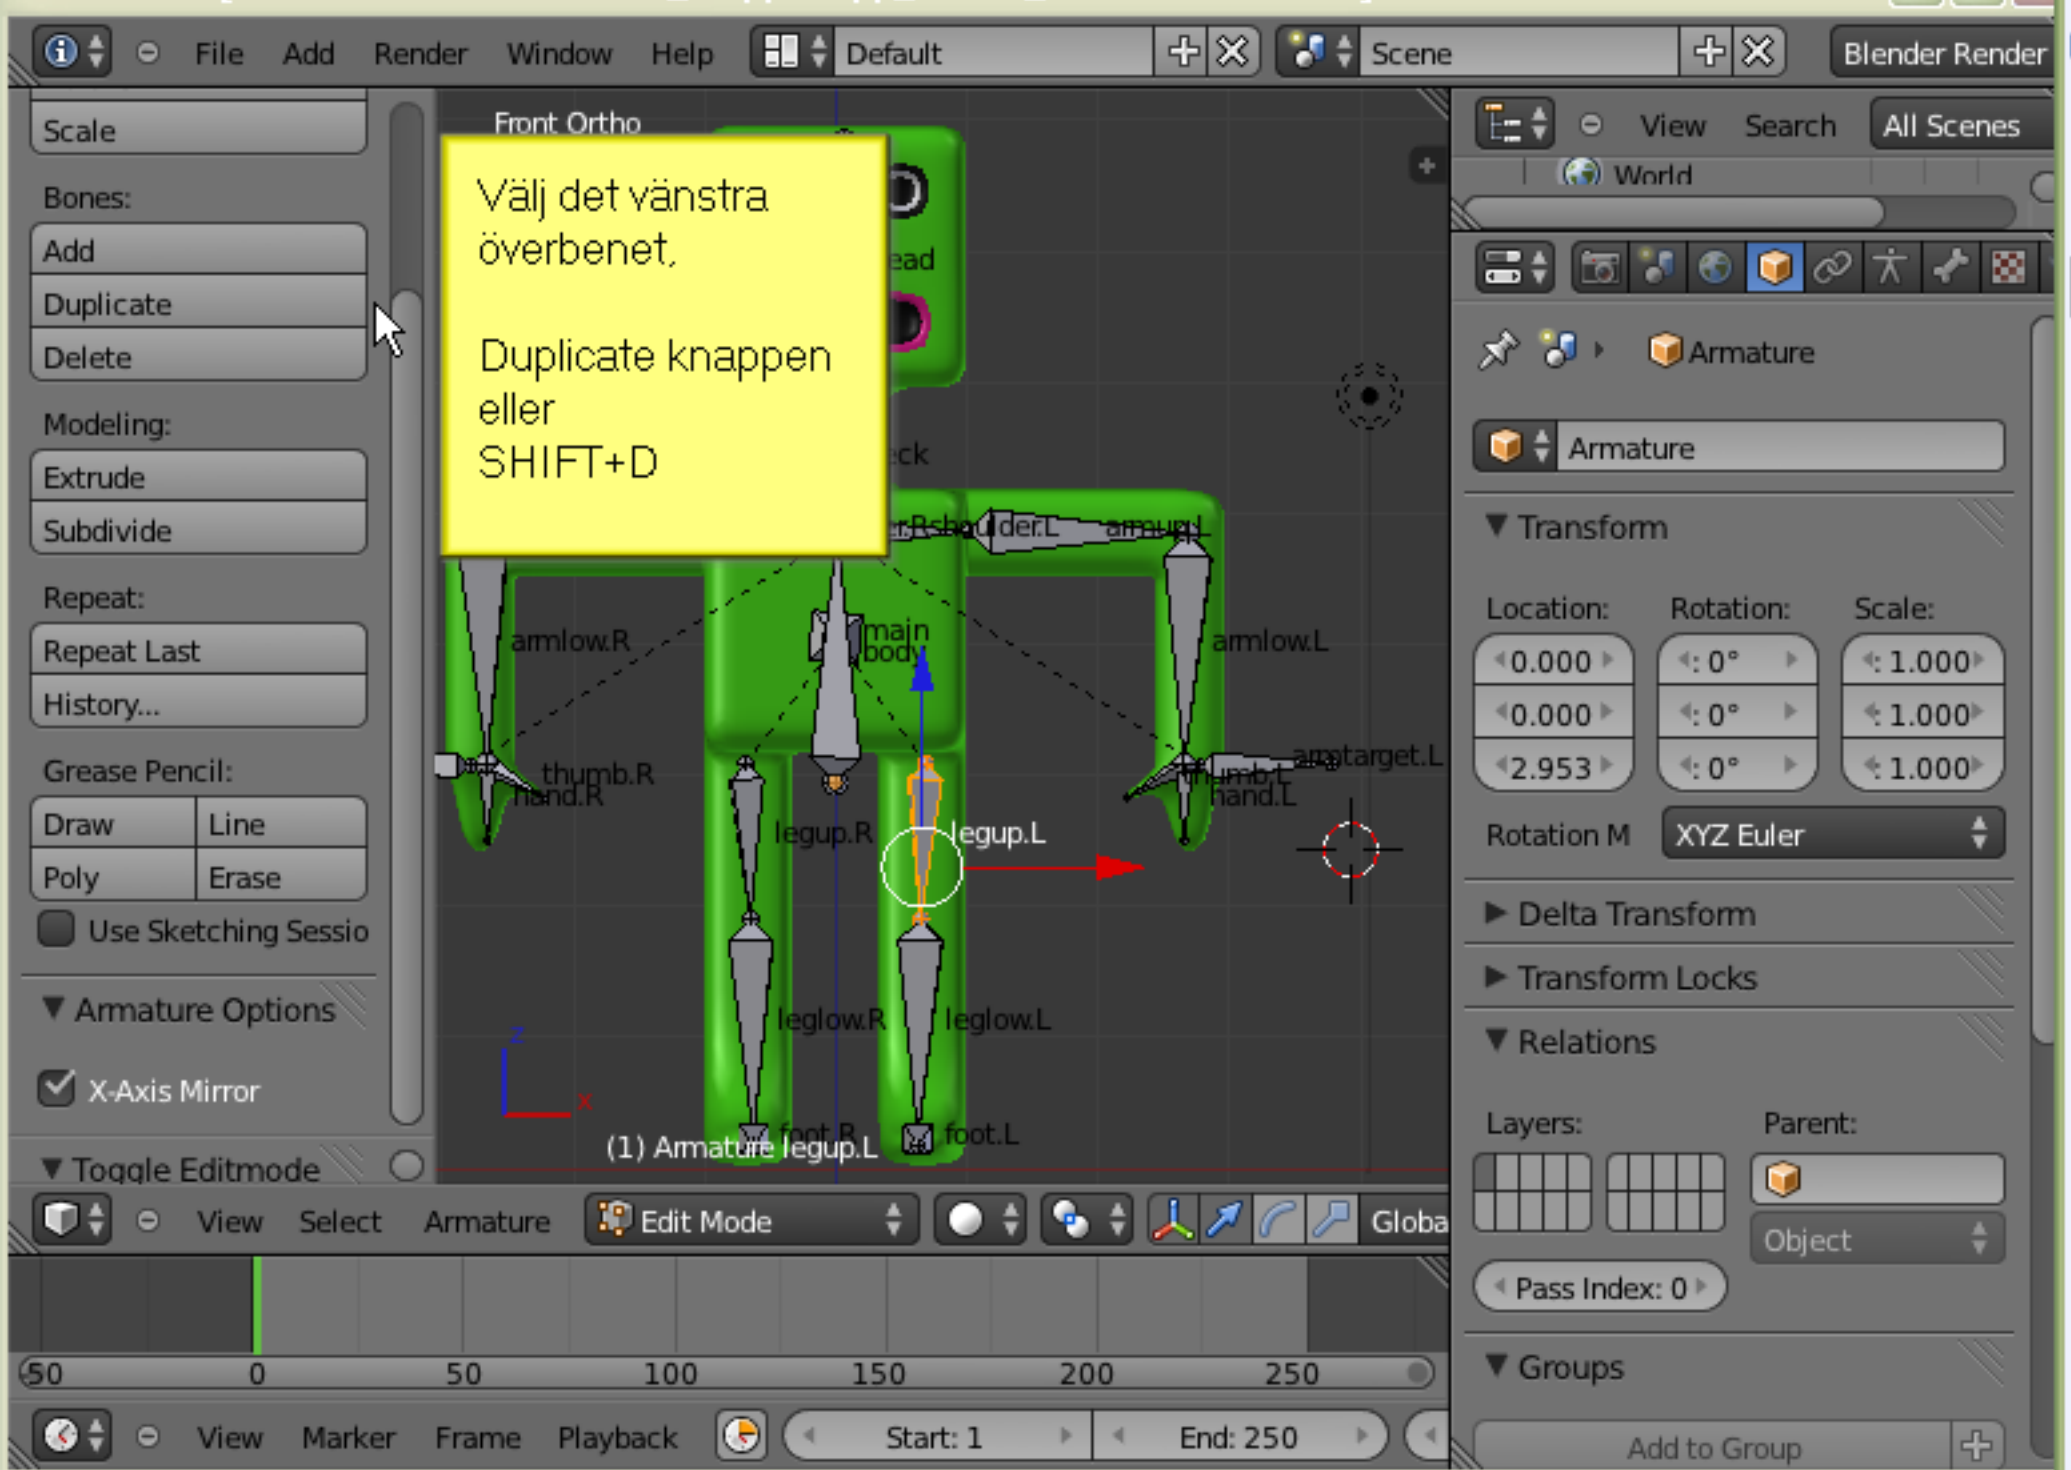 File Add Render Window Help Default Scene Blender Render
Scale
Bones:
Add
Duplicate
Delete
Modeling:
Extrude
Subdivide
Repeat:
Repeat Last
History...
Grease Pencil:
Draw Line
Poly Erase
Use Sketching Sessio
Armature Options
X-Axis Mirror
Toggle Editmode
Front Ortho
Välj det vänstra
överbenet,
Duplicate knappen
eller
SHIFT+D
ead
eck
er.R shoulder.L armup.L
armlow.R
main
body
armlow.L
thumb.R
hand.R
armtarget.L
thumb.L
hand.L
legup.R
legup.L
leglow.R
leglow.L
z
x
foot.R
foot.L
(1) Armature legup.L
View Select Armature Edit Mode Globa
-50 0 50 100 150 200 250
View Marker Frame Playback Start: 1 End: 250
View Search All Scenes
World
Armature
Armature
Transform
Location: Rotation: Scale:
0.000 : 0° : 1.000
0.000 : 0° : 1.000
2.953 : 0° : 1.000
Rotation M XYZ Euler
Delta Transform
Transform Locks
Relations
Layers: Parent:
Object
Pass Index: 0
Groups
Add to Group